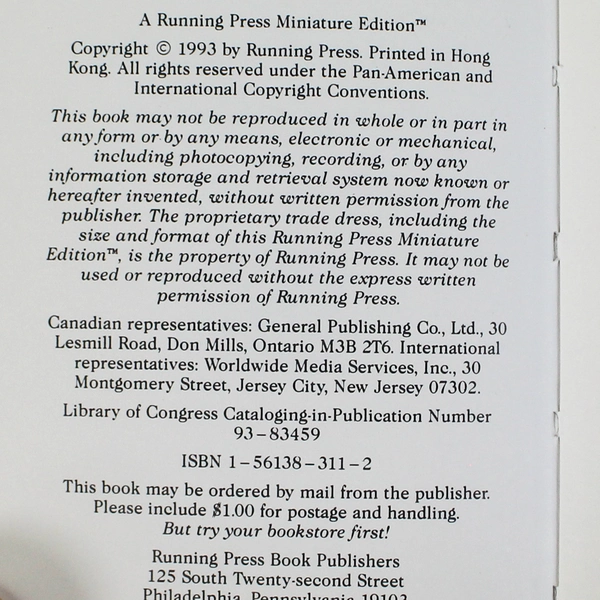 A Running Press Miniature Edition™
Copyright © 1993 by Running Press. Printed in Hong
Kong. All rights reserved under the Pan-American and
International Copyright Conventions.
This book may not be reproduced in whole or in part in
any form or by any means, electronic or mechanical,
including photocopying, recording, or by any
information storage and retrieval system now known or
hereafter invented, without written permission from the
publisher. The proprietary trade dress, including the
size and format of this Running Press Miniature
Edition™, is the property of Running Press. It may not be
used or reproduced without the express written
permission of Running Press.
Canadian representatives: General Publishing Co., Ltd., 30
Lesmill Road, Don Mills, Ontario M3B 2T6. International
representatives: Worldwide Media Services, Inc., 30
Montgomery Street, Jersey City, New Jersey 07302.
Library of Congress Cataloging-in-Publication Number
93–83459
ISBN 1–56138–311–2
This book may be ordered by mail from the publisher.
Please include $1.00 for postage and handling.
But try your bookstore first!
Running Press Book Publishers
125 South Twenty-second Street
Philadelphia, Pennsylvania 19103